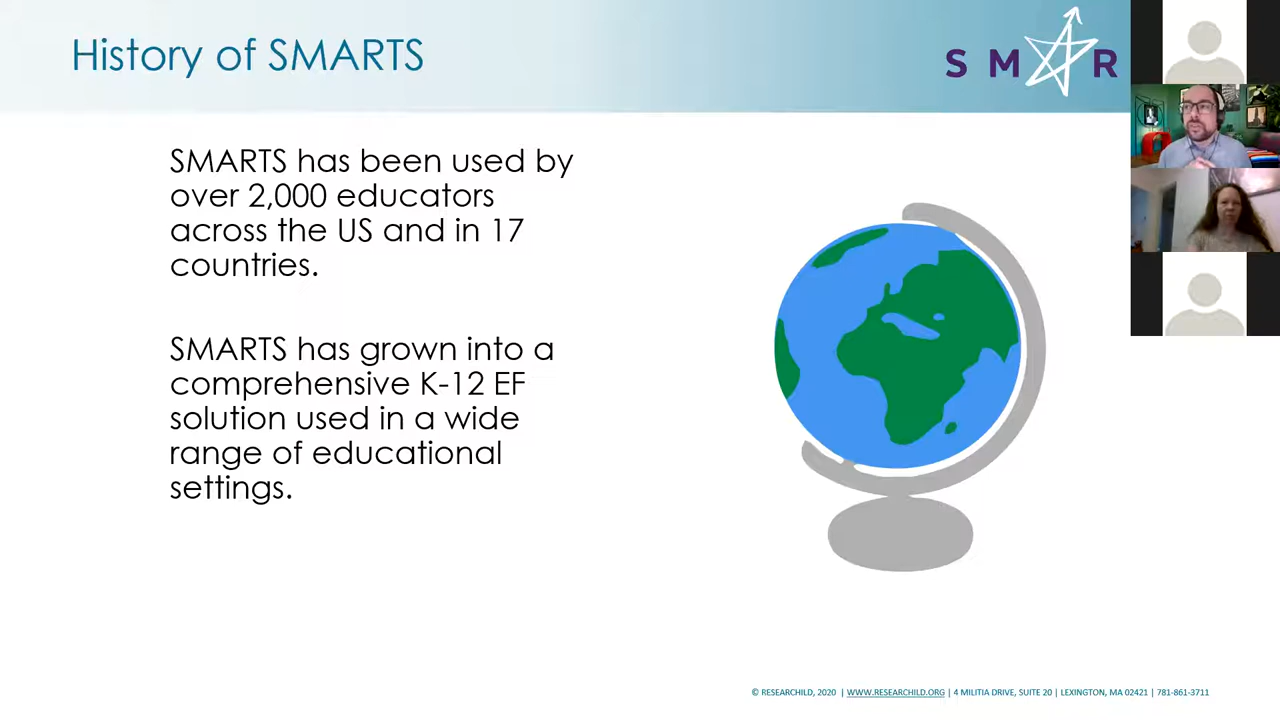 History of SMARTS
S M R
SMARTS has been used by
over 2,000 educators
across the US and in 17
countries.
SMARTS has grown into a
comprehensive K-12 EF
solution used in a wide
range of educational
settings.
© RESEARCHILD, 2020 | WWW.RESEARCHILD.ORG | 4 MILITIA DRIVE, SUITE 20 | LEXINGTON, MA 02421 | 781-861-3711